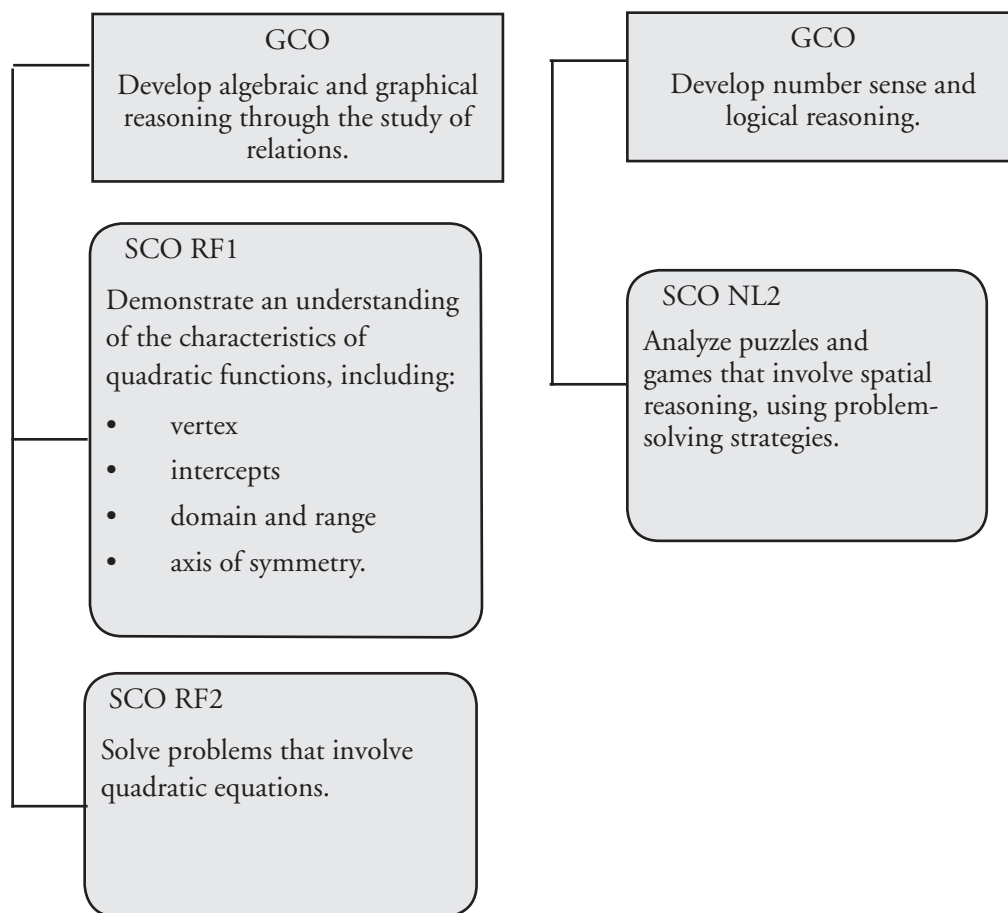 GCO
Develop algebraic and graphical
reasoning through the study of
relations.
SCO RF1
Demonstrate an understanding
of the characteristics of
quadratic functions, including:
• vertex
• intercepts
• domain and range
• axis of symmetry.
SCO RF2
Solve problems that involve
quadratic equations.
GCO
Develop number sense and
logical reasoning.
SCO NL2
Analyze puzzles and
games that involve spatial
reasoning, using problem-
solving strategies.